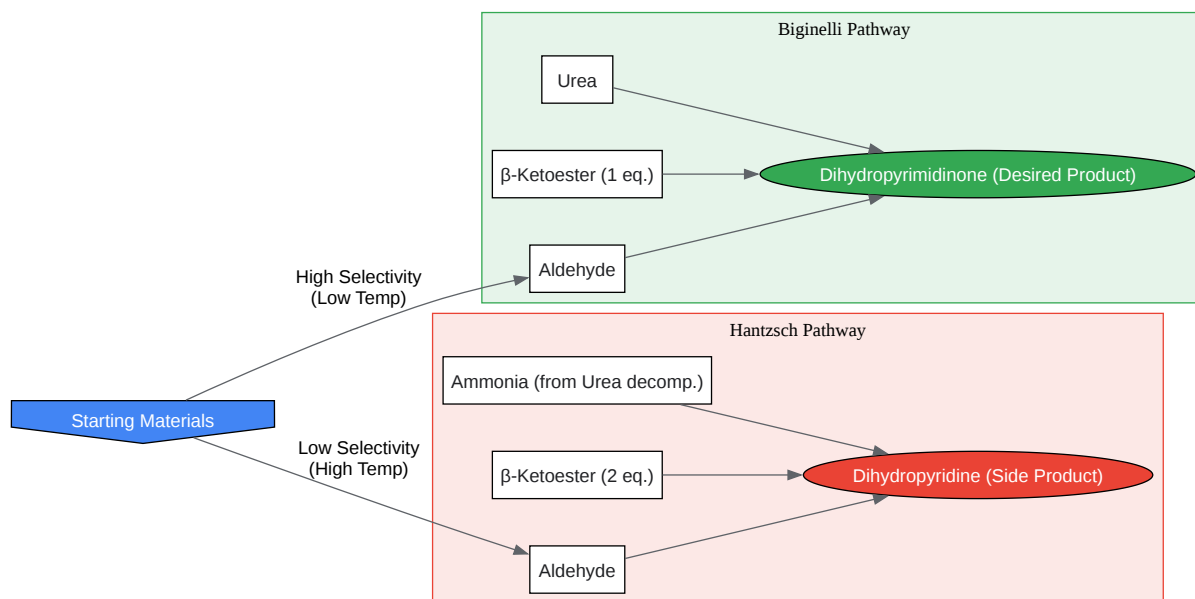 Biginelli Pathway
Urea
β-Ketoester (1 eq.)
Dihydropyrimidinone (Desired Product)
Aldehyde
High Selectivity
(Low Temp)
Hantzsch Pathway
Ammonia (from Urea decomp.)
Starting Materials
Low Selectivity
(High Temp)
β-Ketoester (2 eq.)
Dihydropyridine (Side Product)
Aldehyde